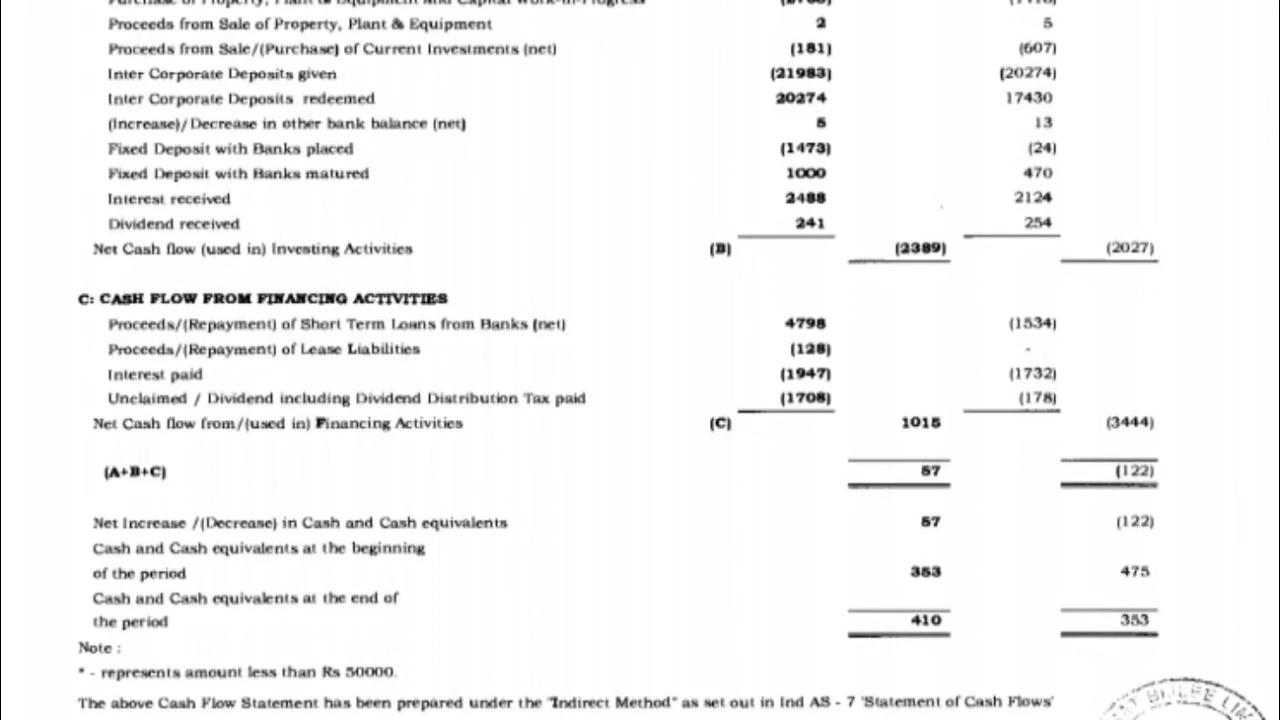 Proceeds from Sale of Property, Plant & Equipment 2 5
Proceeds from Sale/(Purchase) of Current Investments (net) (181) (607)
Inter Corporate Deposits given (21983) (20274)
Inter Corporate Deposits redeemed 20274 17430
(Increase)/Decrease in other bank balance (net) 5 13
Fixed Deposit with Banks placed (1473) (24)
Fixed Deposit with Banks matured 1000 470
Interest received 2488 2124
Dividend received 241 254
Net Cash flow (used in) Investing Activities (B) (2389) (2027)
C: CASH FLOW FROM FINANCING ACTIVITIES
Proceeds/(Repayment) of Short Term Loans from Banks (net) 4798 (1534)
Proceeds/(Repayment) of Lease Liabilities (128) -
Interest paid (1947) (1732)
Unclaimed / Dividend including Dividend Distribution Tax paid (1708) (178)
Net Cash flow from/(used in) Financing Activities (C) 1015 (3444)
(A+B+C) 57 (122)
Net Increase /(Decrease) in Cash and Cash equivalents 57 (122)
Cash and Cash equivalents at the beginning
of the period 353 475
Cash and Cash equivalents at the end of
the period 410 353
Note :
* - represents amount less than Rs 50000.
The above Cash Flow Statement has been prepared under the "Indirect Method" as set out in Ind AS - 7 'Statement of Cash Flows'
BIJLEE LIM